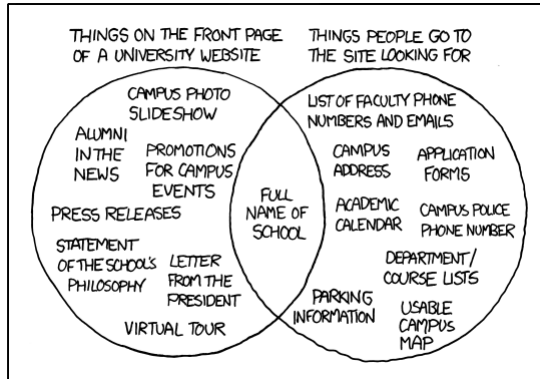 THINGS ON THE FRONT PAGE
OF A UNIVERSITY WEBSITE
THINGS PEOPLE GO TO
THE SITE LOOKING FOR
CAMPUS PHOTO
SLIDESHOW
ALUMNI
IN THE
NEWS
PROMOTIONS
FOR CAMPUS
EVENTS
PRESS RELEASES
STATEMENT
OF THE SCHOOL'S
PHILOSOPHY
LETTER
FROM THE
PRESIDENT
VIRTUAL TOUR
FULL
NAME OF
SCHOOL
LIST OF FACULTY PHONE
NUMBERS AND EMAILS
CAMPUS
ADDRESS
APPLICATION
FORMS
ACADEMIC
CALENDAR
CAMPUS POLICE
PHONE NUMBER
DEPARTMENT/
COURSE LISTS
PARKING
INFORMATION
USABLE
CAMPUS
MAP